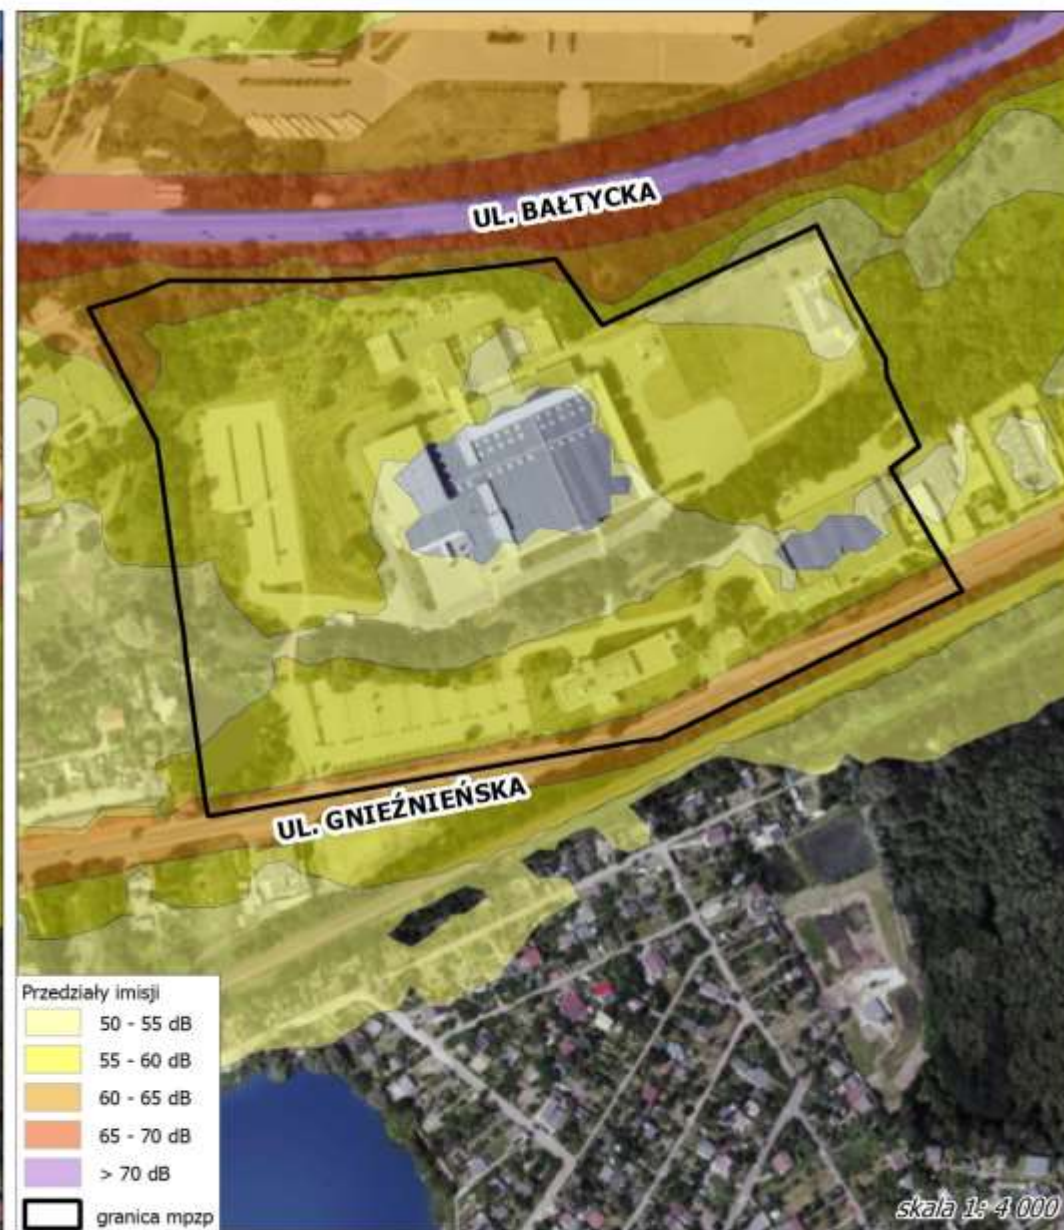 UL. BAŁTYCKA
UL. GNIEŹNIEŃSKA
Przedziały imisji
50 - 55 dB
55 - 60 dB
60 - 65 dB
65 - 70 dB
> 70 dB
granica mpzp
skala 1: 4 000